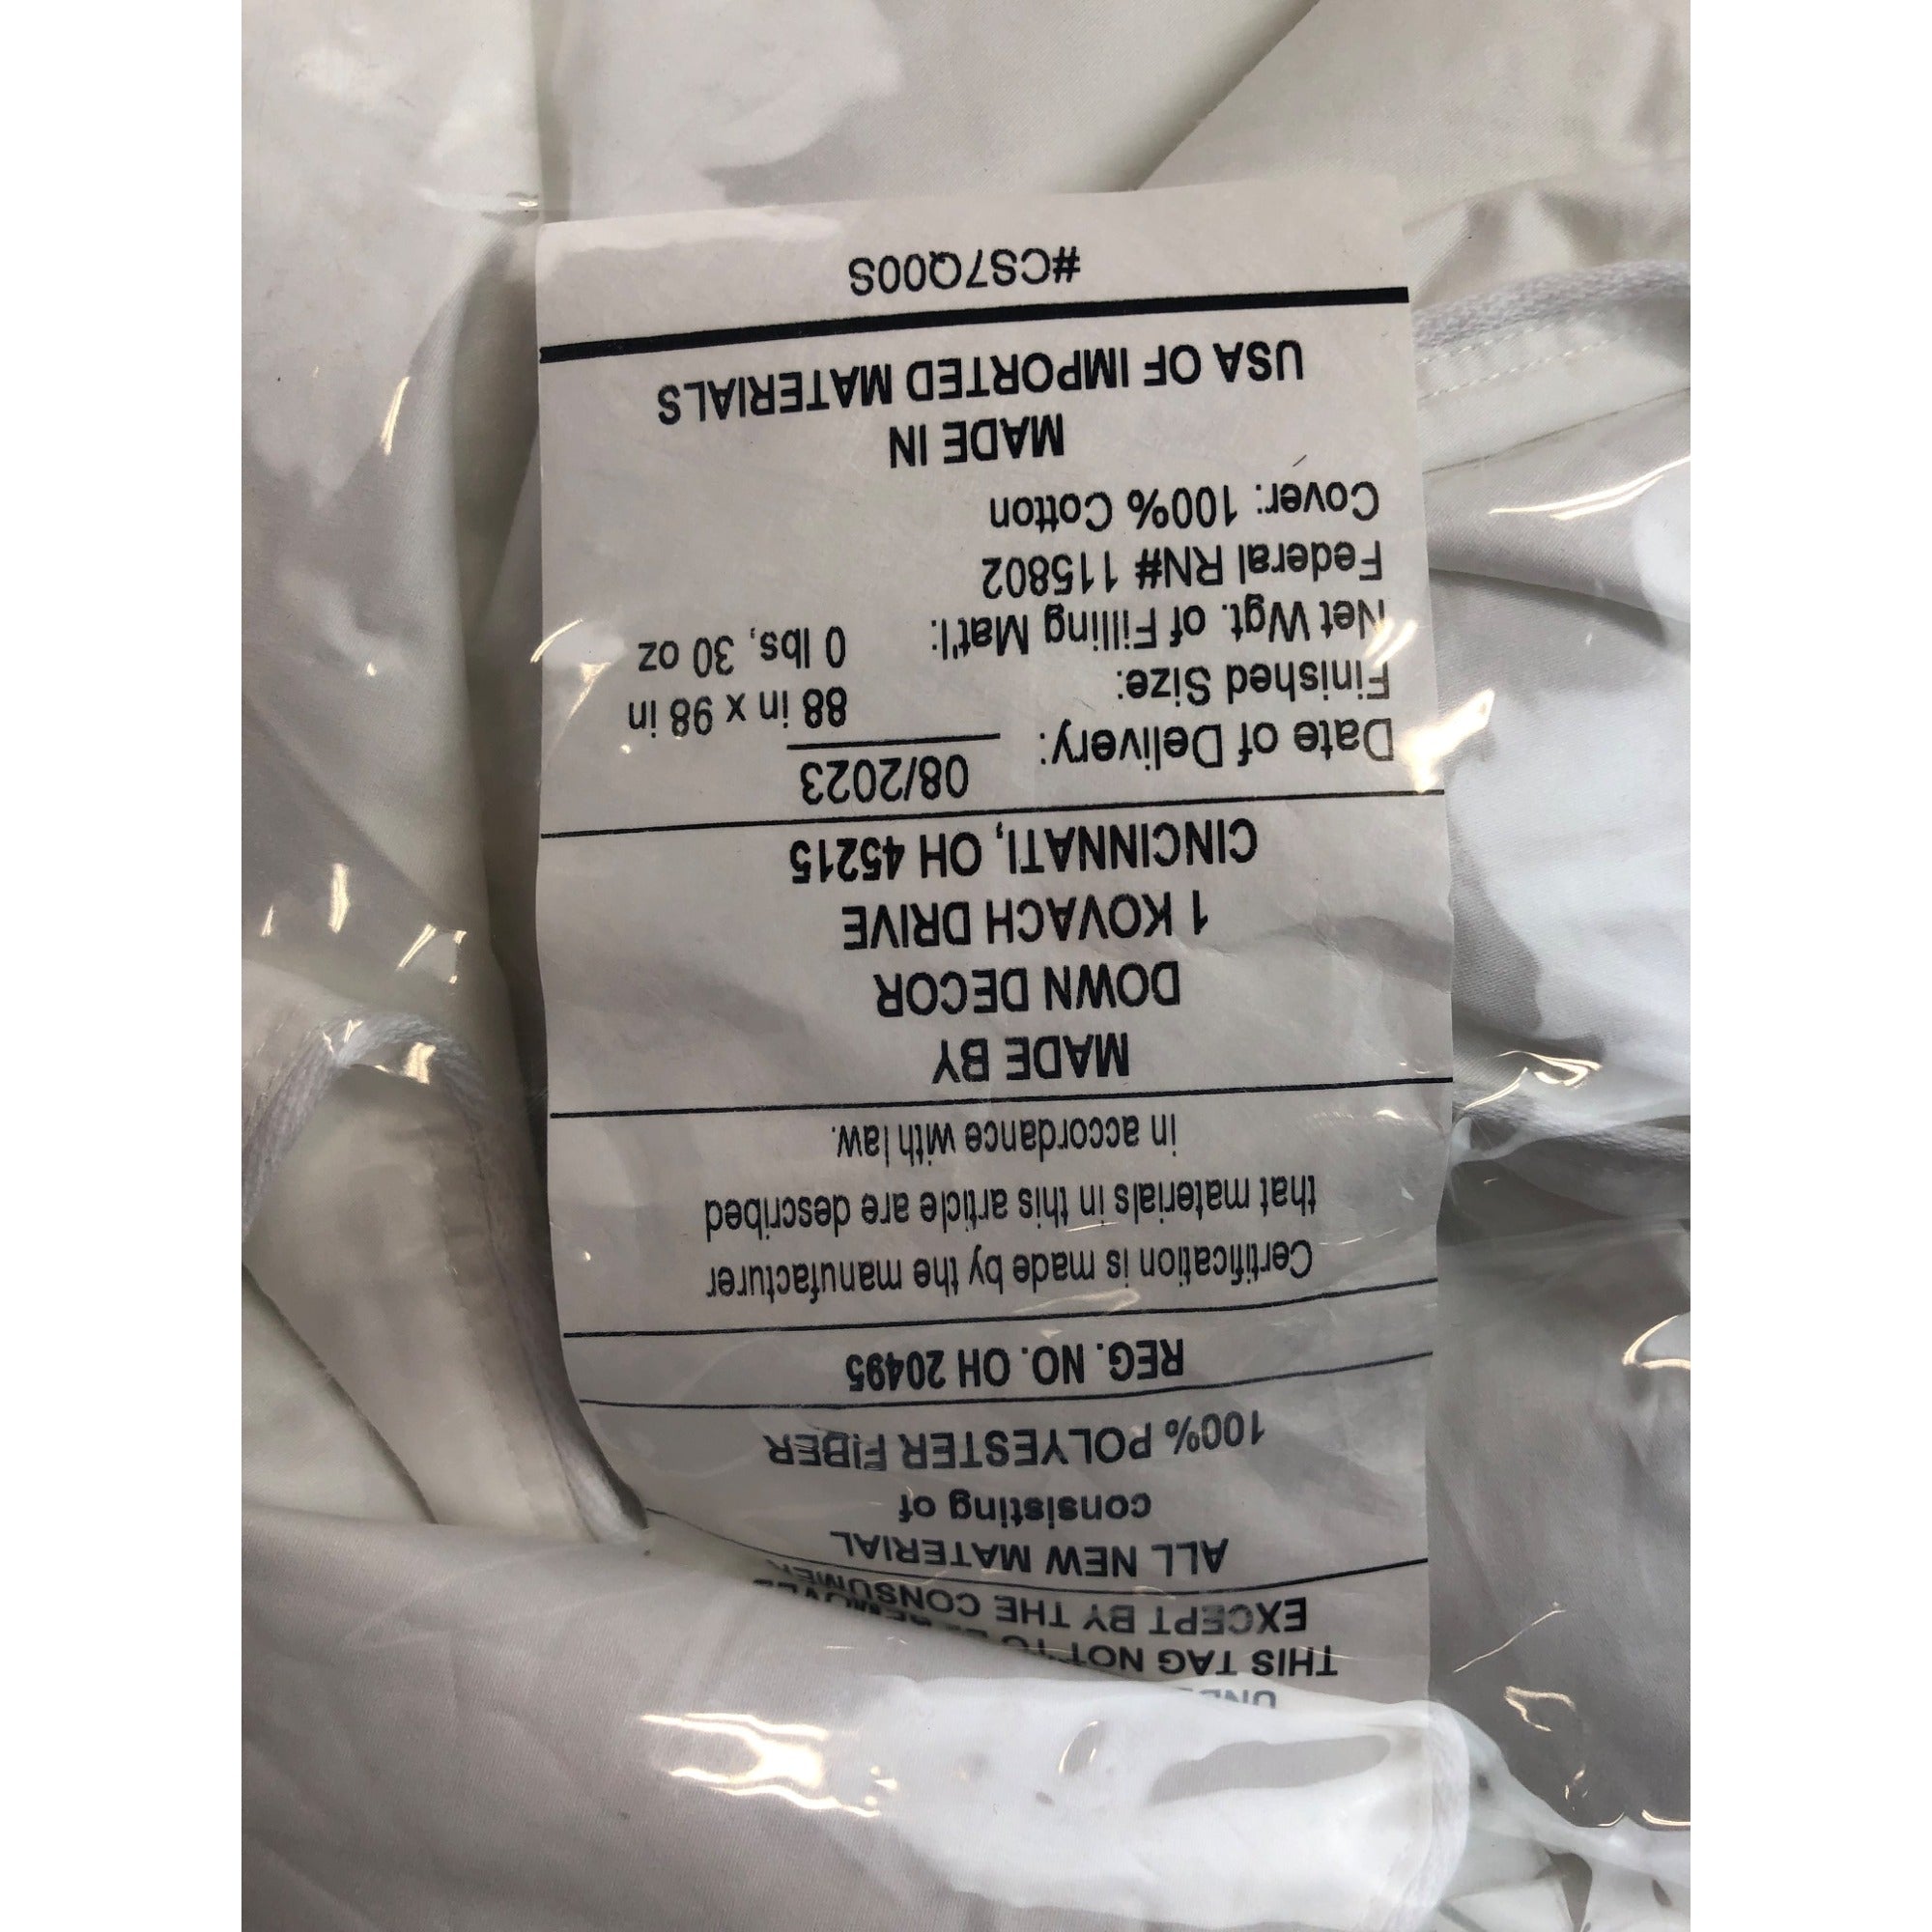 THIS TAG NOT
EXCEPT BY THE CONSUMER
ALL NEW MATERIAL
consisting of
100% POLYESTER FIBER
REG. NO. OH 20495
Certification is made by the manufacturer
that materials in this article are described
in accordance with law.
MADE BY
DOWN DECOR
1 KOVACH DRIVE
CINCINNATI, OH 45215
Date of Delivery: 08/2023
Finished Size: 88 in x 98 in
Net Wgt. of Filling Mat'l: 0 lbs, 30 oz
Federal RN# 115802
Cover: 100% Cotton
MADE IN
USA OF IMPORTED MATERIALS
#CS7Q00S